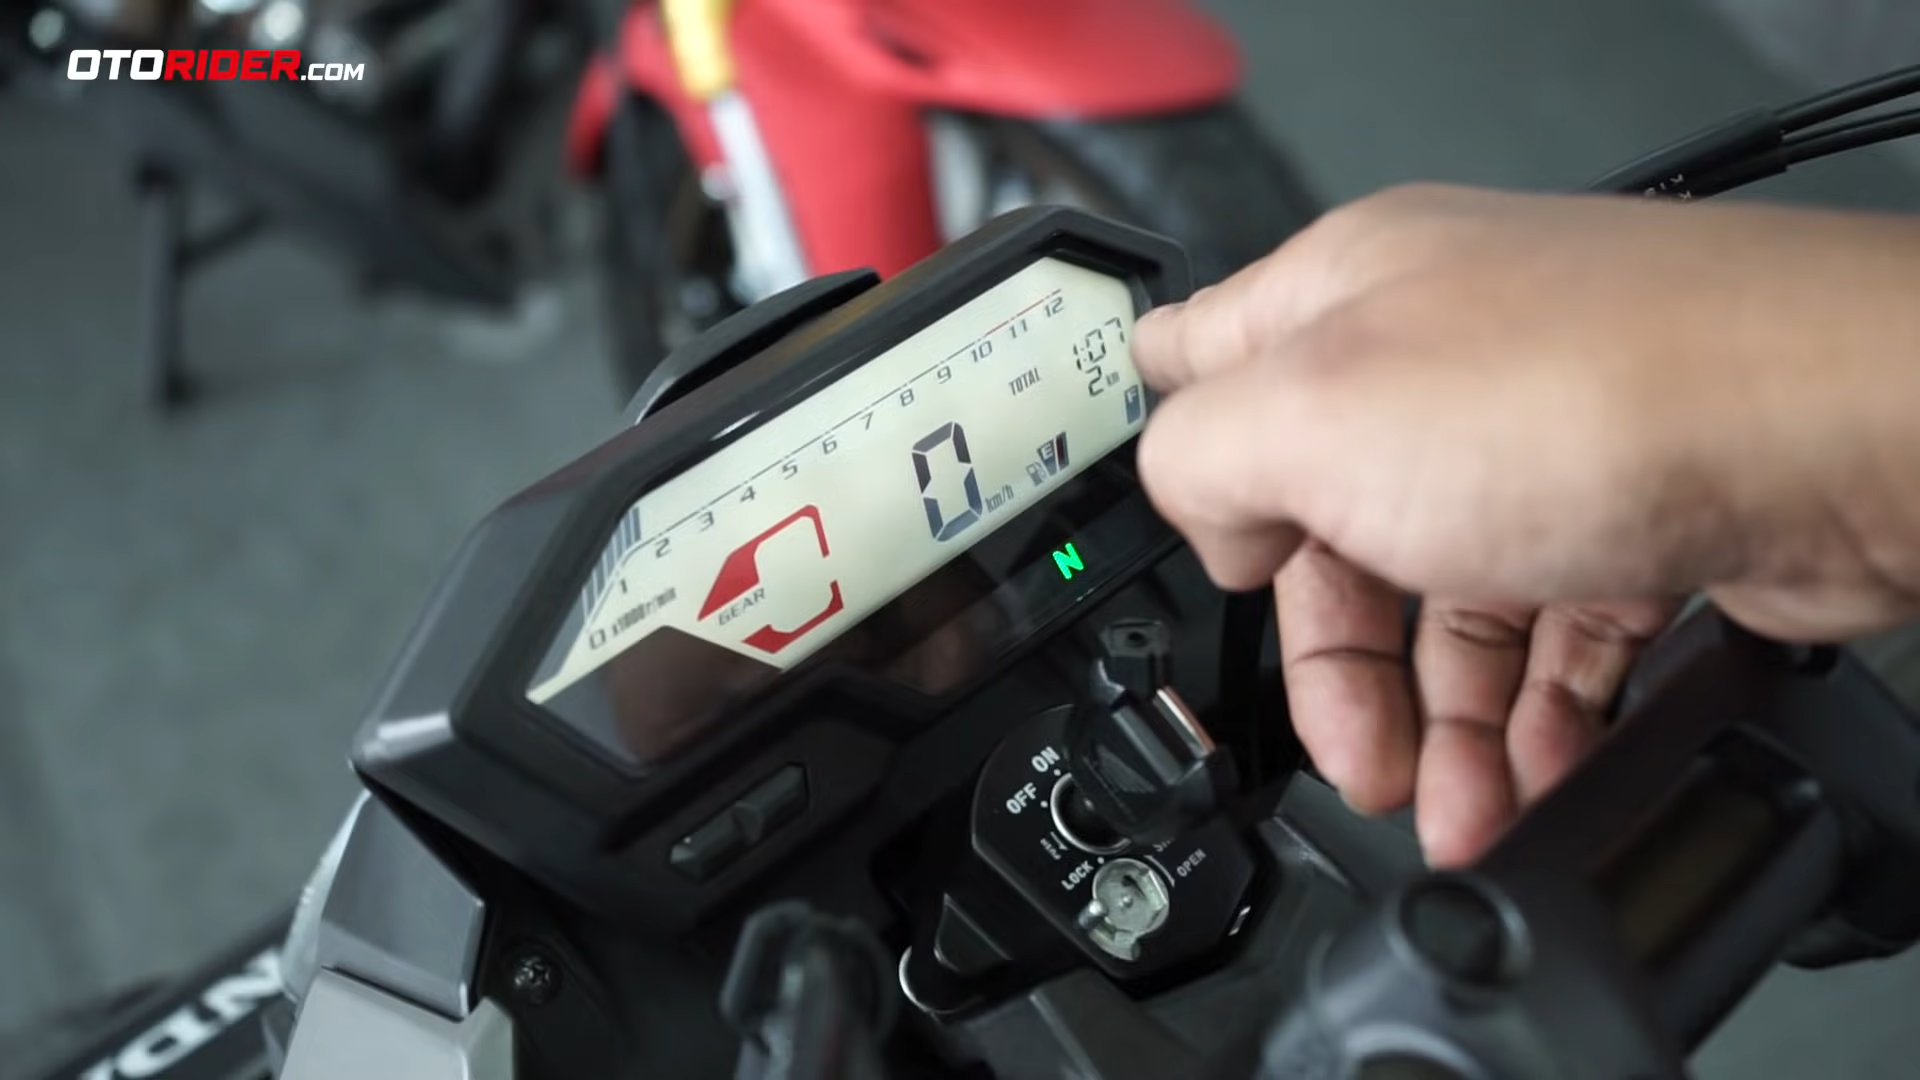 OTORIDER.COM
0 1 2 3 4 5 6 7 8 9 10 11 12
x1000r/min
GEAR
TOTAL
1:07
2 km
0 km/h
E
F
N
ON
OFF
LOCK
OPEN